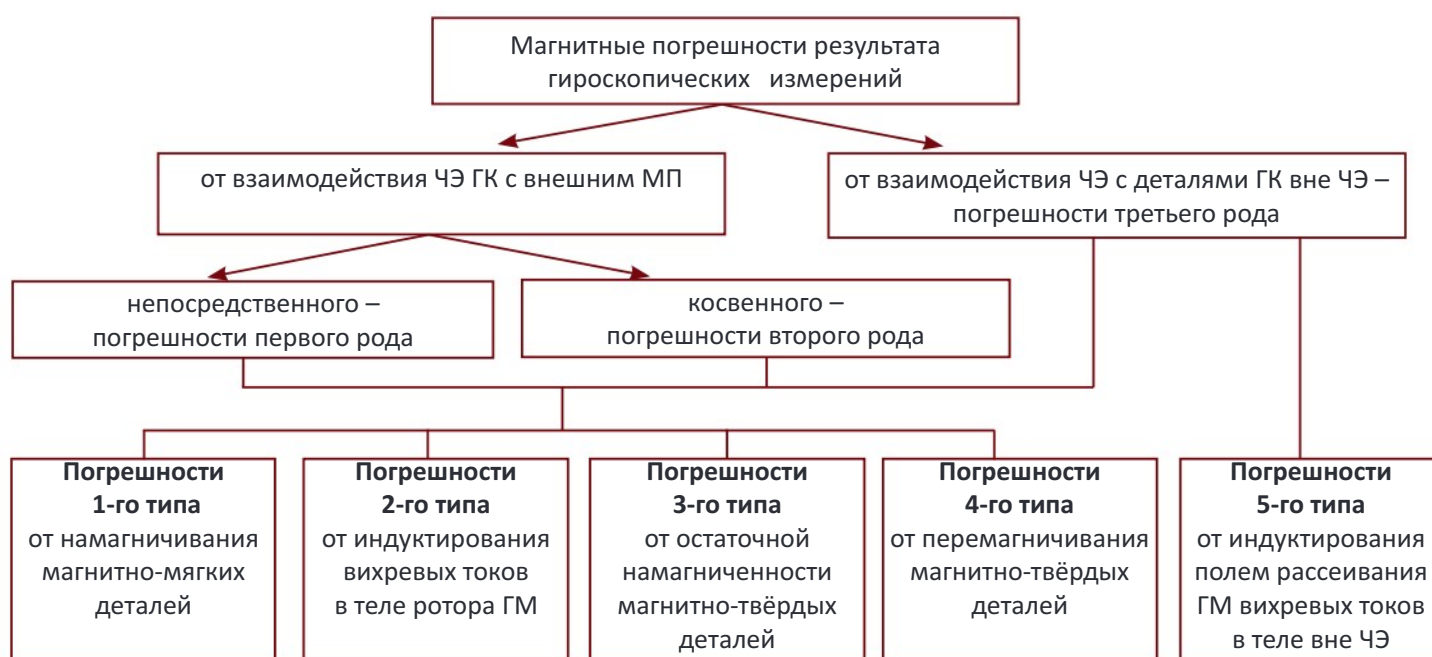 Магнитные погрешности результата
гироскопических измерений
от взаимодействия ЧЭ ГК с внешним МП
от взаимодействия ЧЭ с деталями ГК вне ЧЭ –
погрешности третьего рода
непосредственного –
погрешности первого рода
косвенного –
погрешности второго рода
Погрешности
1-го типа
от намагничивания
магнитно-мягких
деталей
Погрешности
2-го типа
от индуктирования
вихревых токов
в теле ротора ГМ
Погрешности
3-го типа
от остаточной
намагниченности
магнитно-твёрдых
деталей
Погрешности
4-го типа
от перемагничивания
магнитно-твёрдых
деталей
Погрешности
5-го типа
от индуктирования
полем рассеивания
ГМ вихревых токов
в теле вне ЧЭ